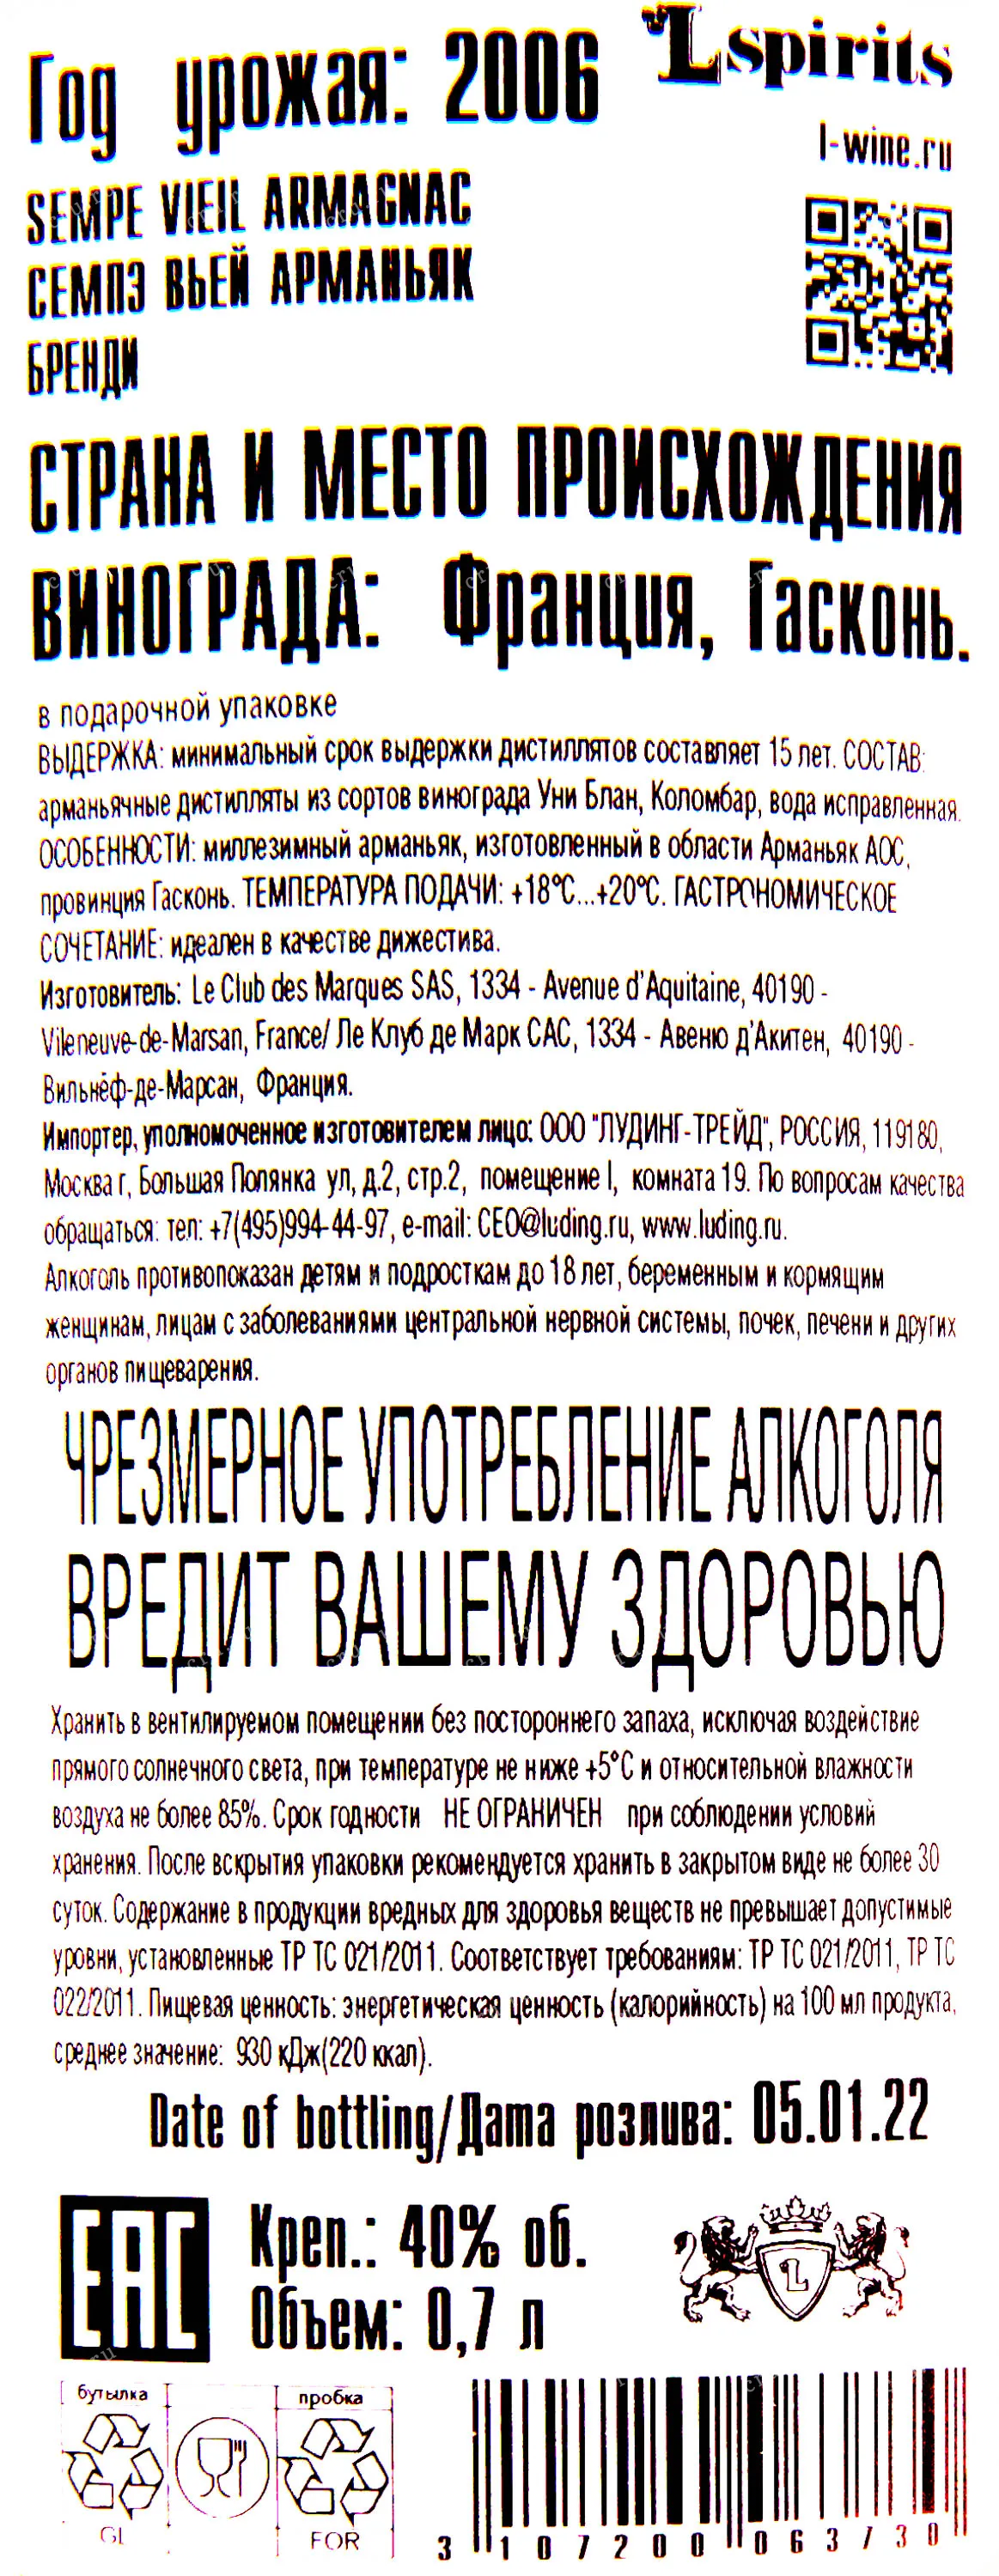 Год урожая: 2006
Lspirits
l-wine.ru
SEMPE VIEIL ARMAGNAC
СЕМПЭ ВЬЕЙ АРМАНЬЯК
БРЕНДИ
СТРАНА И МЕСТО ПРОИСХОЖДЕНИЯ
ВИНОГРАДА: Франция, Гасконь.
в подарочной упаковке
ВЫДЕРЖКА: минимальный срок выдержки дистиллятов составляет 15 лет. СОСТАВ:
арманьячные дистилляты из сортов винограда Уни Блан, Коломбар, вода исправленная.
ОСОБЕННОСТИ: миллезимный арманьяк, изготовленный в области Арманьяк АОС,
провинция Гасконь. ТЕМПЕРАТУРА ПОДАЧИ: +18°С...+20°С. ГАСТРОНОМИЧЕСКОЕ
СОЧЕТАНИЕ: идеален в качестве дижестива.
Изготовитель: Le Club des Marques SAS, 1334 - Avenue d'Aquitaine, 40190 -
Vileneuve-de-Marsan, France/ Ле Клуб де Марк САС, 1334 - Авеню д'Акитен, 40190 -
Вильнёф-де-Марсан, Франция.
Импортер, уполномоченное изготовителем лицо: ООО "ЛУДИНГ-ТРЕЙД", РОССИЯ, 119180,
Москва г, Большая Полянка ул, д.2, стр.2, помещение I, комната 19. По вопросам качества
обращаться: тел: +7(495)994-44-97, e-mail: CEO@luding.ru, www.luding.ru.
Алкоголь противопоказан детям и подросткам до 18 лет, беременным и кормящим
женщинам, лицам с заболеваниями центральной нервной системы, почек, печени и других
органов пищеварения.
ЧРЕЗМЕРНОЕ УПОТРЕБЛЕНИЕ АЛКОГОЛЯ
ВРЕДИТ ВАШЕМУ ЗДОРОВЬЮ
Хранить в вентилируемом помещении без постороннего запаха, исключая воздействие
прямого солнечного света, при температуре не ниже +5°С и относительной влажности
воздуха не более 85%. Срок годности НЕ ОГРАНИЧЕН при соблюдении условий
хранения. После вскрытия упаковки рекомендуется хранить в закрытом виде не более 30
суток. Содержание в продукции вредных для здоровья веществ не превышает допустимые
уровни, установленные ТР ТС 021/2011. Соответствует требованиям: ТР ТС 021/2011, ТР ТС
022/2011. Пищевая ценность: энергетическая ценность (калорийность) на 100 мл продукта,
среднее значение: 930 кДж(220 ккал).
Date of bottling/Дата розлива: 05.01.22
EAC
Креп.: 40% об.
Объем: 0,7 л
L
бутылка
пробка
GL
FOR
3 107200 063730